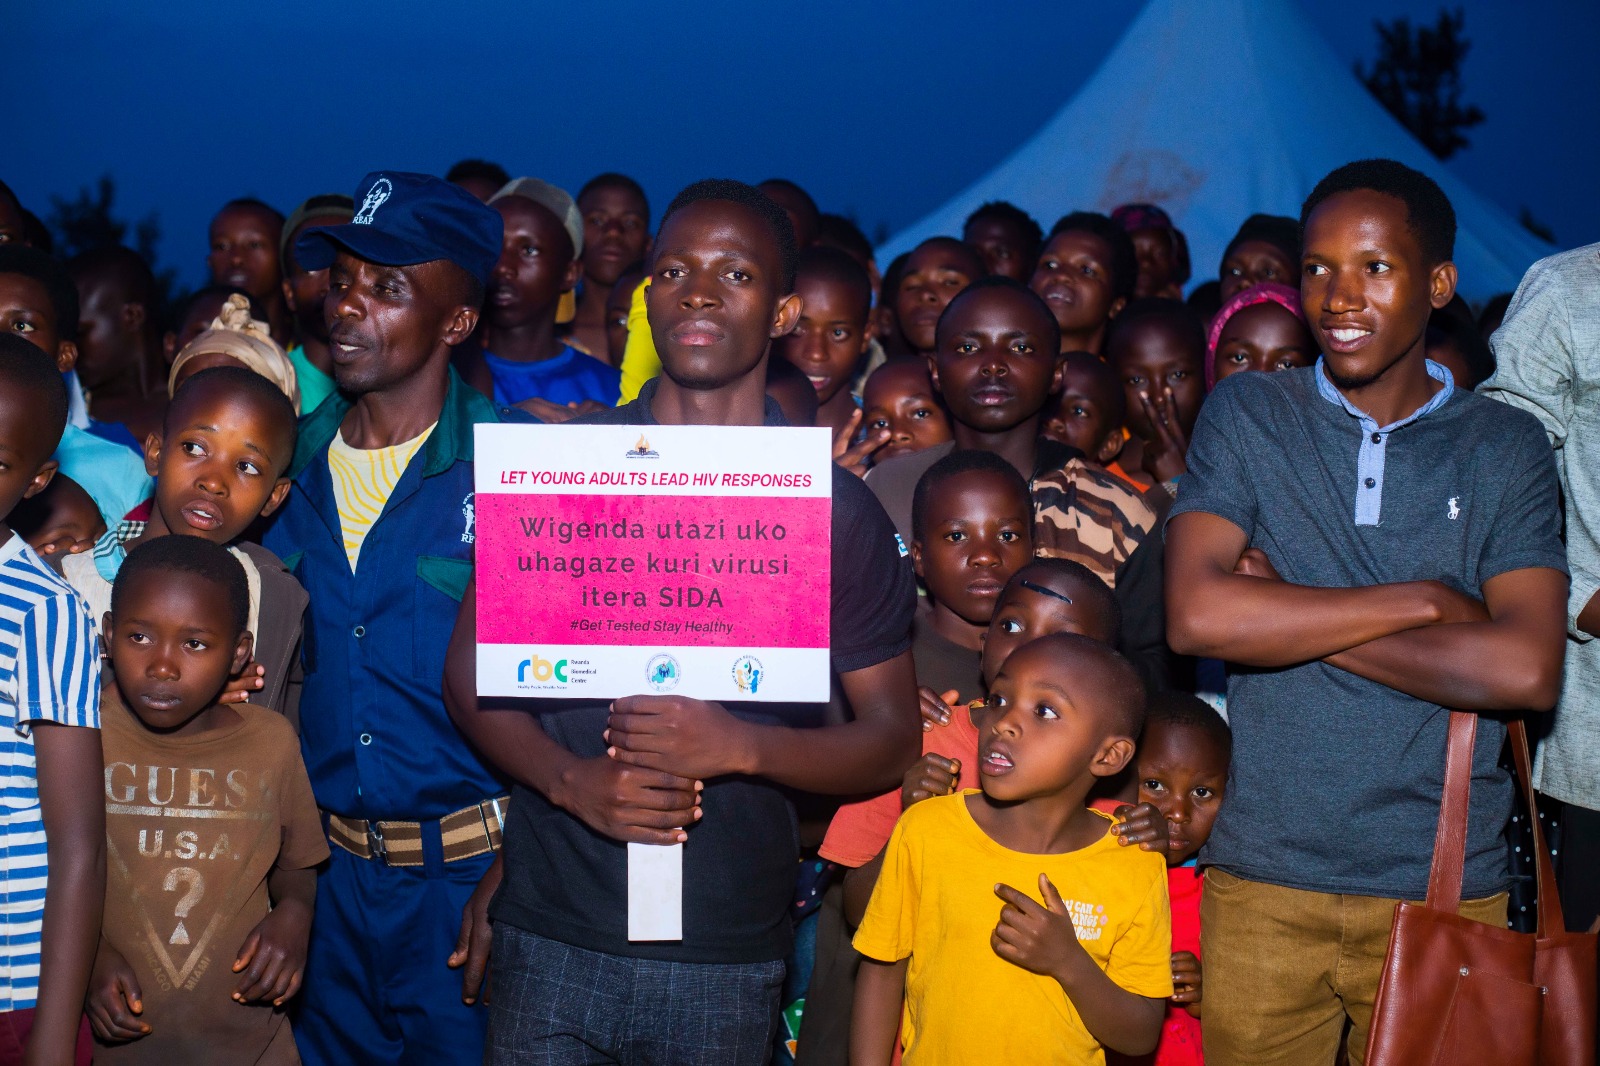 REAP
LET YOUNG ADULTS LEAD HIV RESPONSES
Wigenda utazi uko
uhagaze kuri virusi
itera SIDA
#Get Tested Stay Healthy
rbc
Rwanda
Biomedical
Centre
GUESS
U.S.A.
?
MIAMI